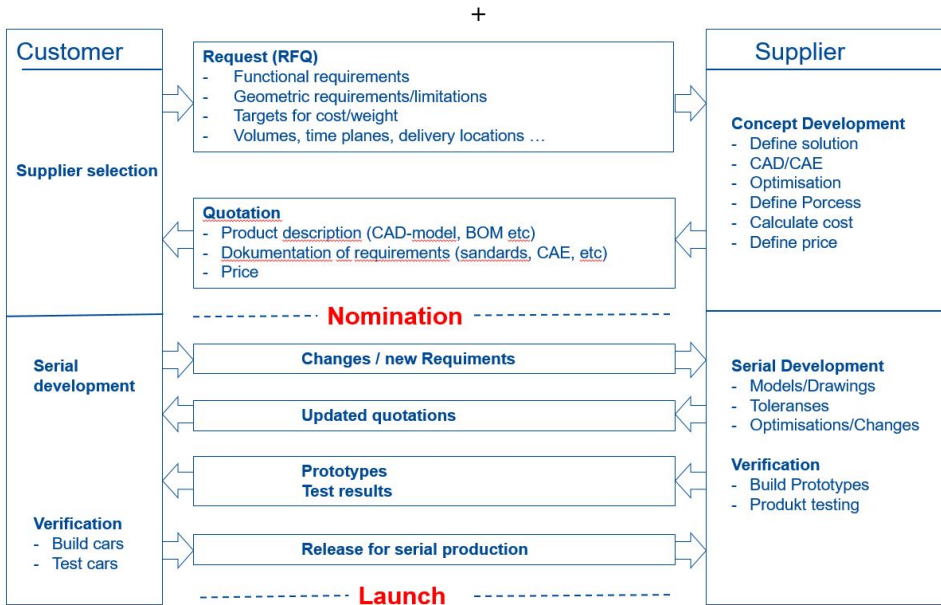 +
Customer
Supplier
Request (RFQ)
- Functional requirements
- Geometric requirements/limitations
- Targets for cost/weight
- Volumes, time planes, delivery locations ...
Supplier selection
Concept Development
- Define solution
- CAD/CAE
- Optimisation
- Define Porcess
- Calculate cost
- Define price
Quotation
- Product description (CAD-model, BOM etc)
- Dokumentation of requirements (sandards, CAE, etc)
- Price
Nomination
Serial
development
Changes / new Requiments
Updated quotations
Serial Development
- Models/Drawings
- Toleranses
- Optimisations/Changes
Prototypes
Test results
Verification
- Build Prototypes
- Produkt testing
Verification
- Build cars
- Test cars
Release for serial production
Launch